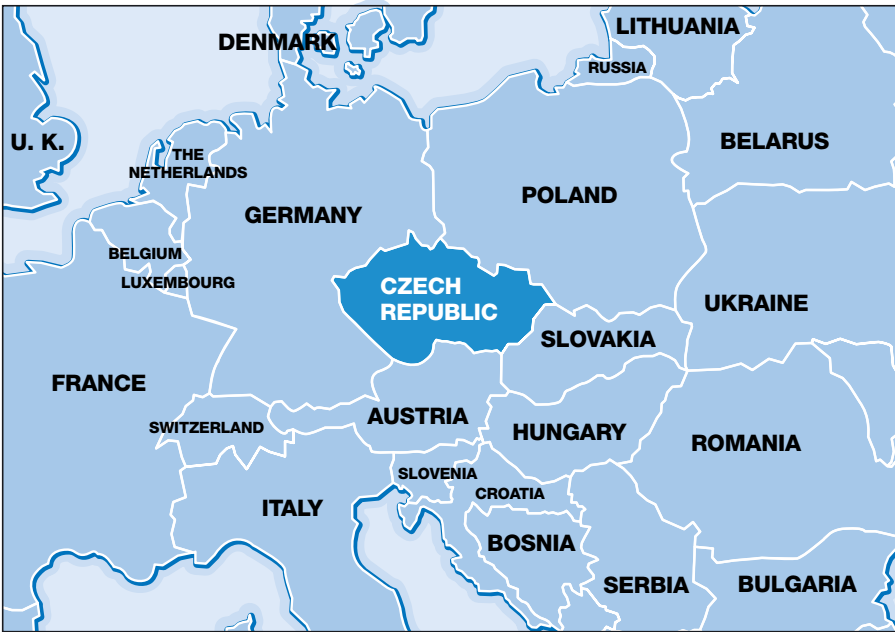 LITHUANIA
DENMARK
RUSSIA
U. K.
BELARUS
THE
NETHERLANDS
POLAND
GERMANY
BELGIUM
LUXEMBOURG
CZECH
REPUBLIC
UKRAINE
SLOVAKIA
FRANCE
SWITZERLAND
AUSTRIA
HUNGARY
ROMANIA
SLOVENIA
CROATIA
ITALY
BOSNIA
SERBIA
BULGARIA